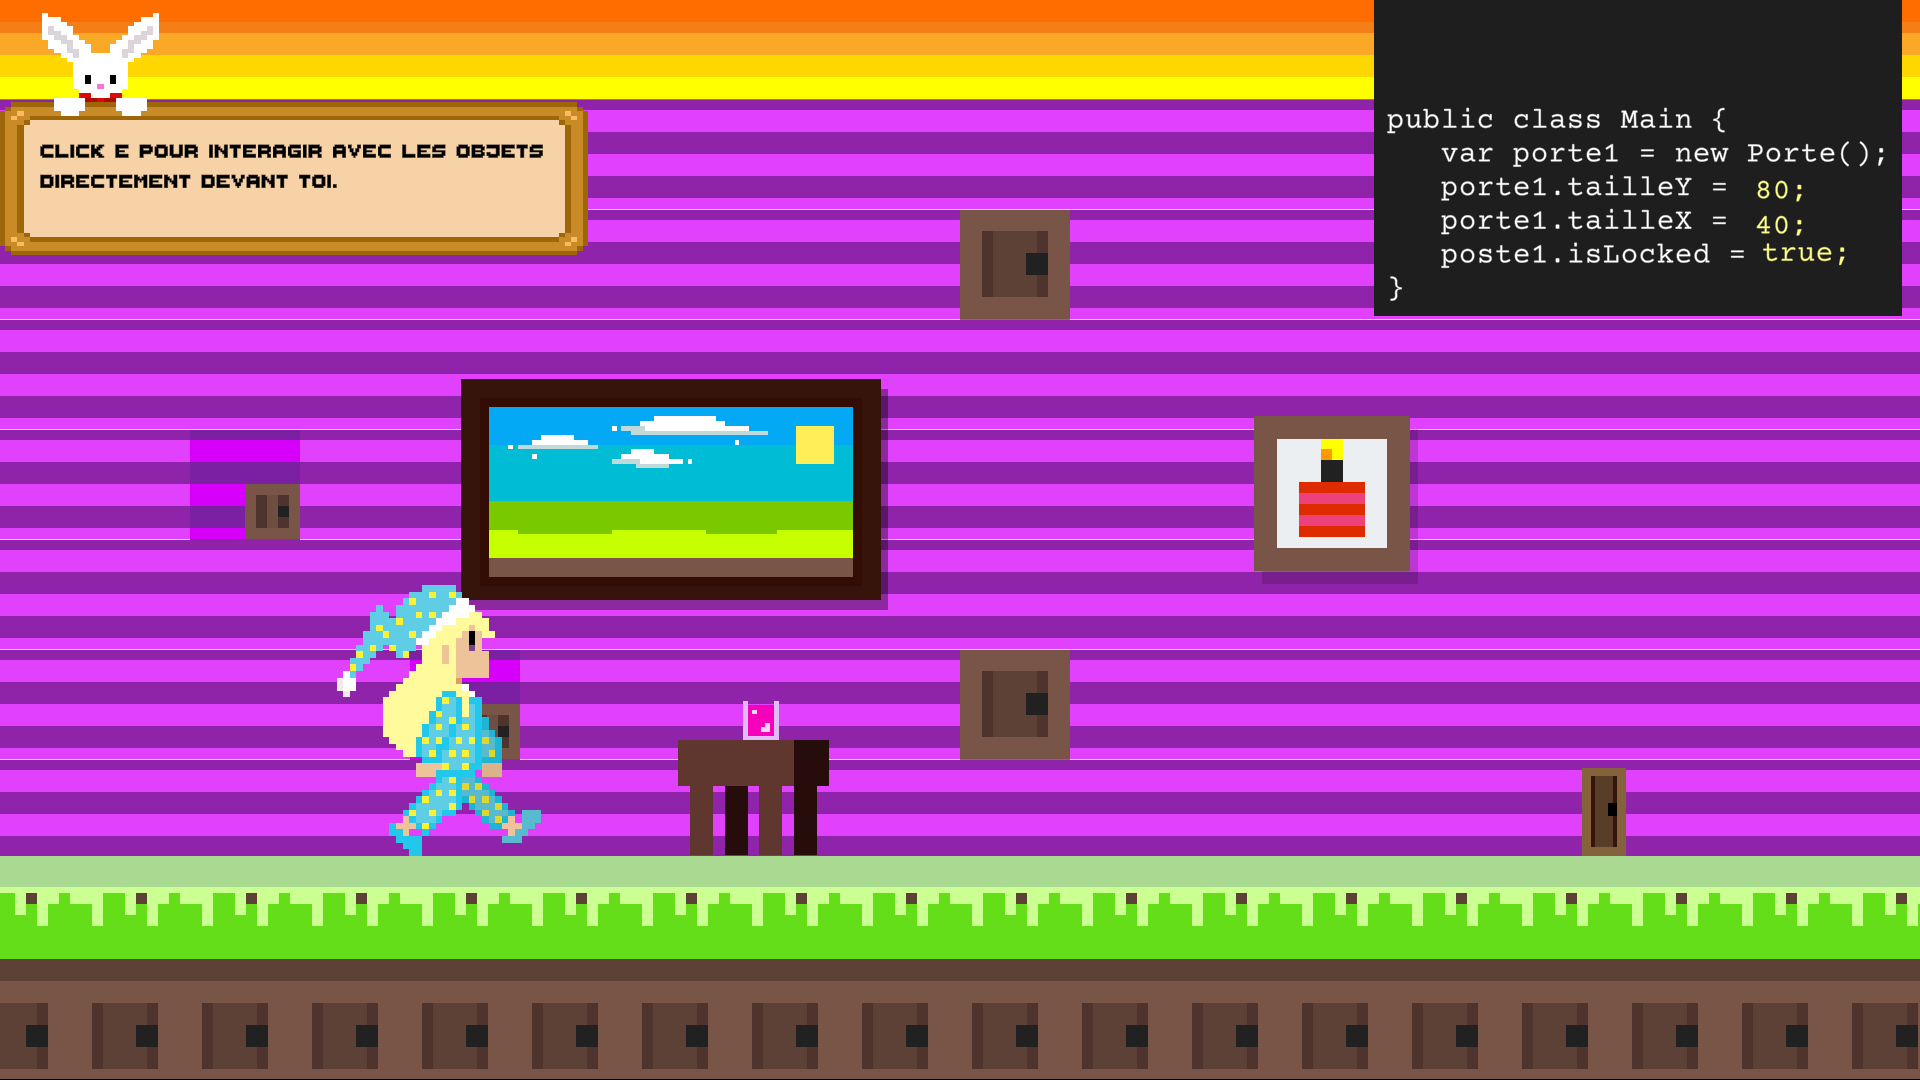 CLICK E POUR INTERAGIR AVEC LES OBJETS
DIRECTEMENT DEVANT TOI.
public class Main {
var porte1 = new Porte();
porte1.tailleY = 80;
porte1.tailleX = 40;
poste1.isLocked = true;
}